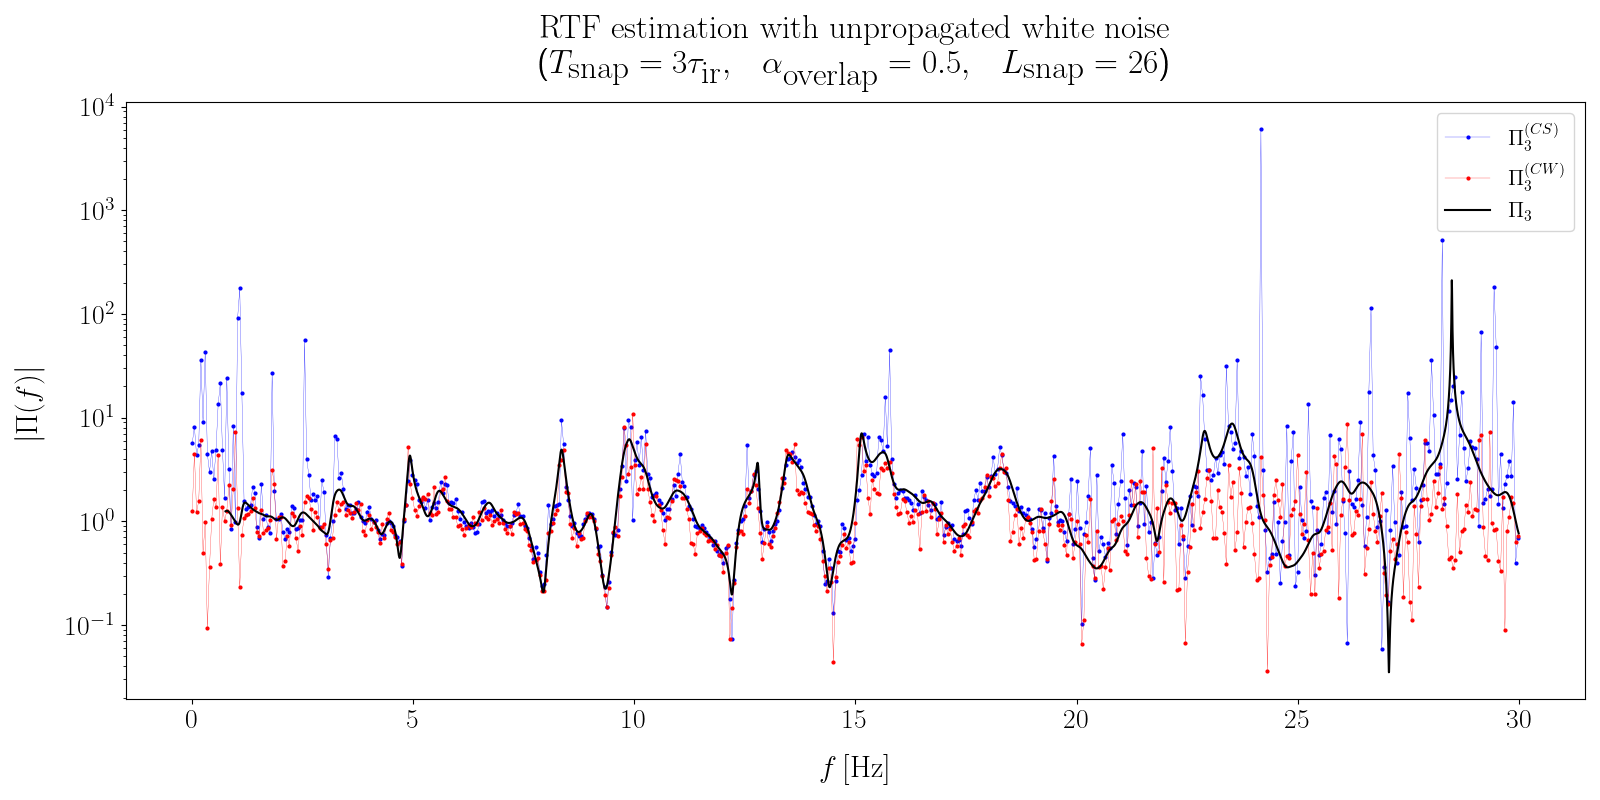 RTF estimation with unpropagated white noise
(T_snap = 3τ_ir, α_overlap = 0.5, L_snap = 26)
10^4
10^3
10^2
10^1
10^0
10^−1
|Π(f)|
Π_3^(CS)
Π_3^(CW)
Π_3
0 5 10 15 20 25 30
f [Hz]